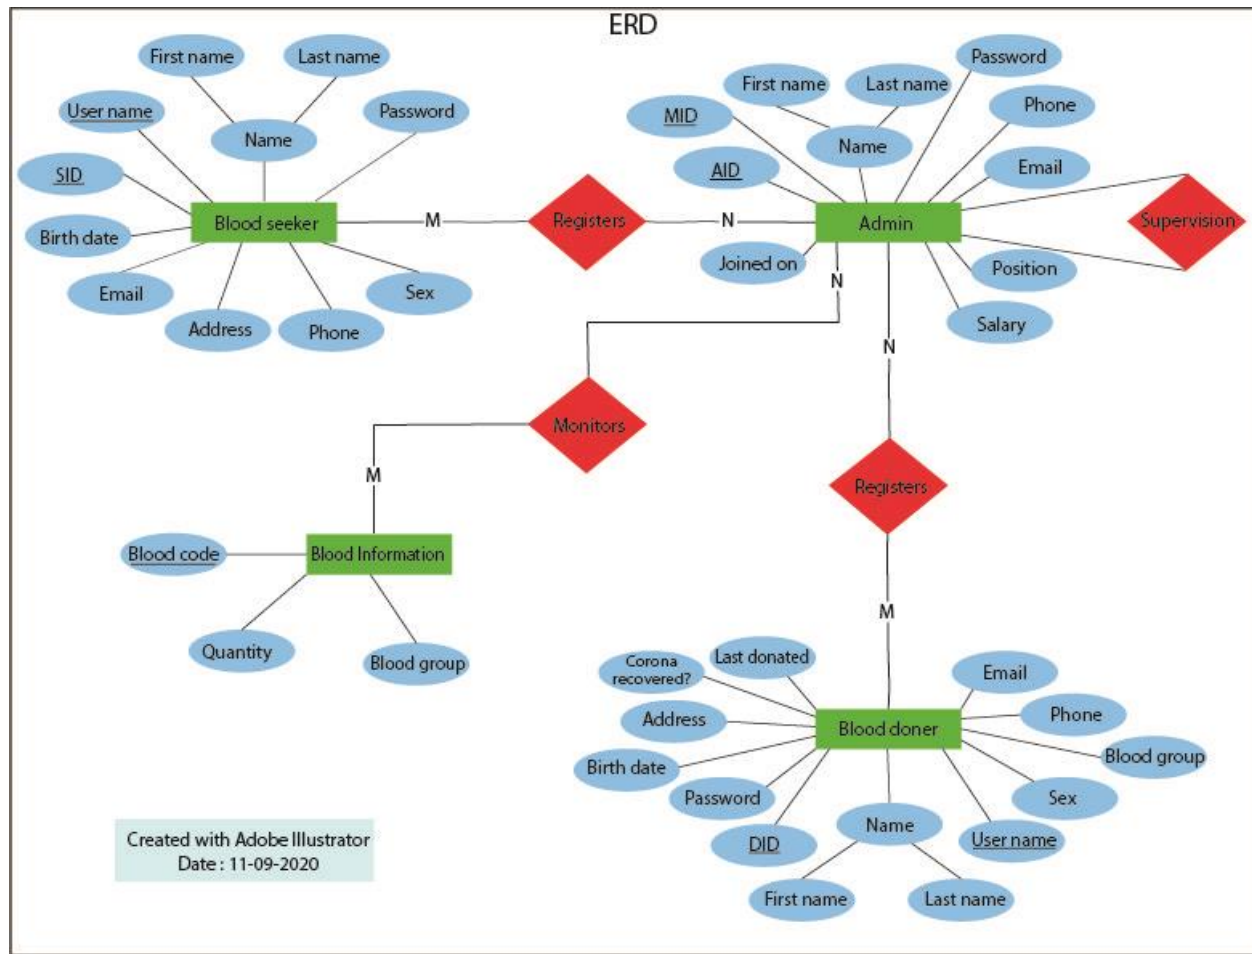 ERD
First name
Last name
User name
Password
Name
SID
Blood seeker
Birth date
Email
Sex
Address
Phone
M
Registers
N
Password
First name
Last name
Phone
MID
Name
Email
AID
Admin
Supervision
Joined on
Position
Salary
N
N
Monitors
M
Registers
Blood code
Blood Information
Quantity
Blood group
M
Corona
recovered?
Last donated
Email
Address
Phone
Blood doner
Birth date
Blood group
Password
Sex
DID
Name
User name
First name
Last name
Created with Adobe Illustrator
Date : 11-09-2020